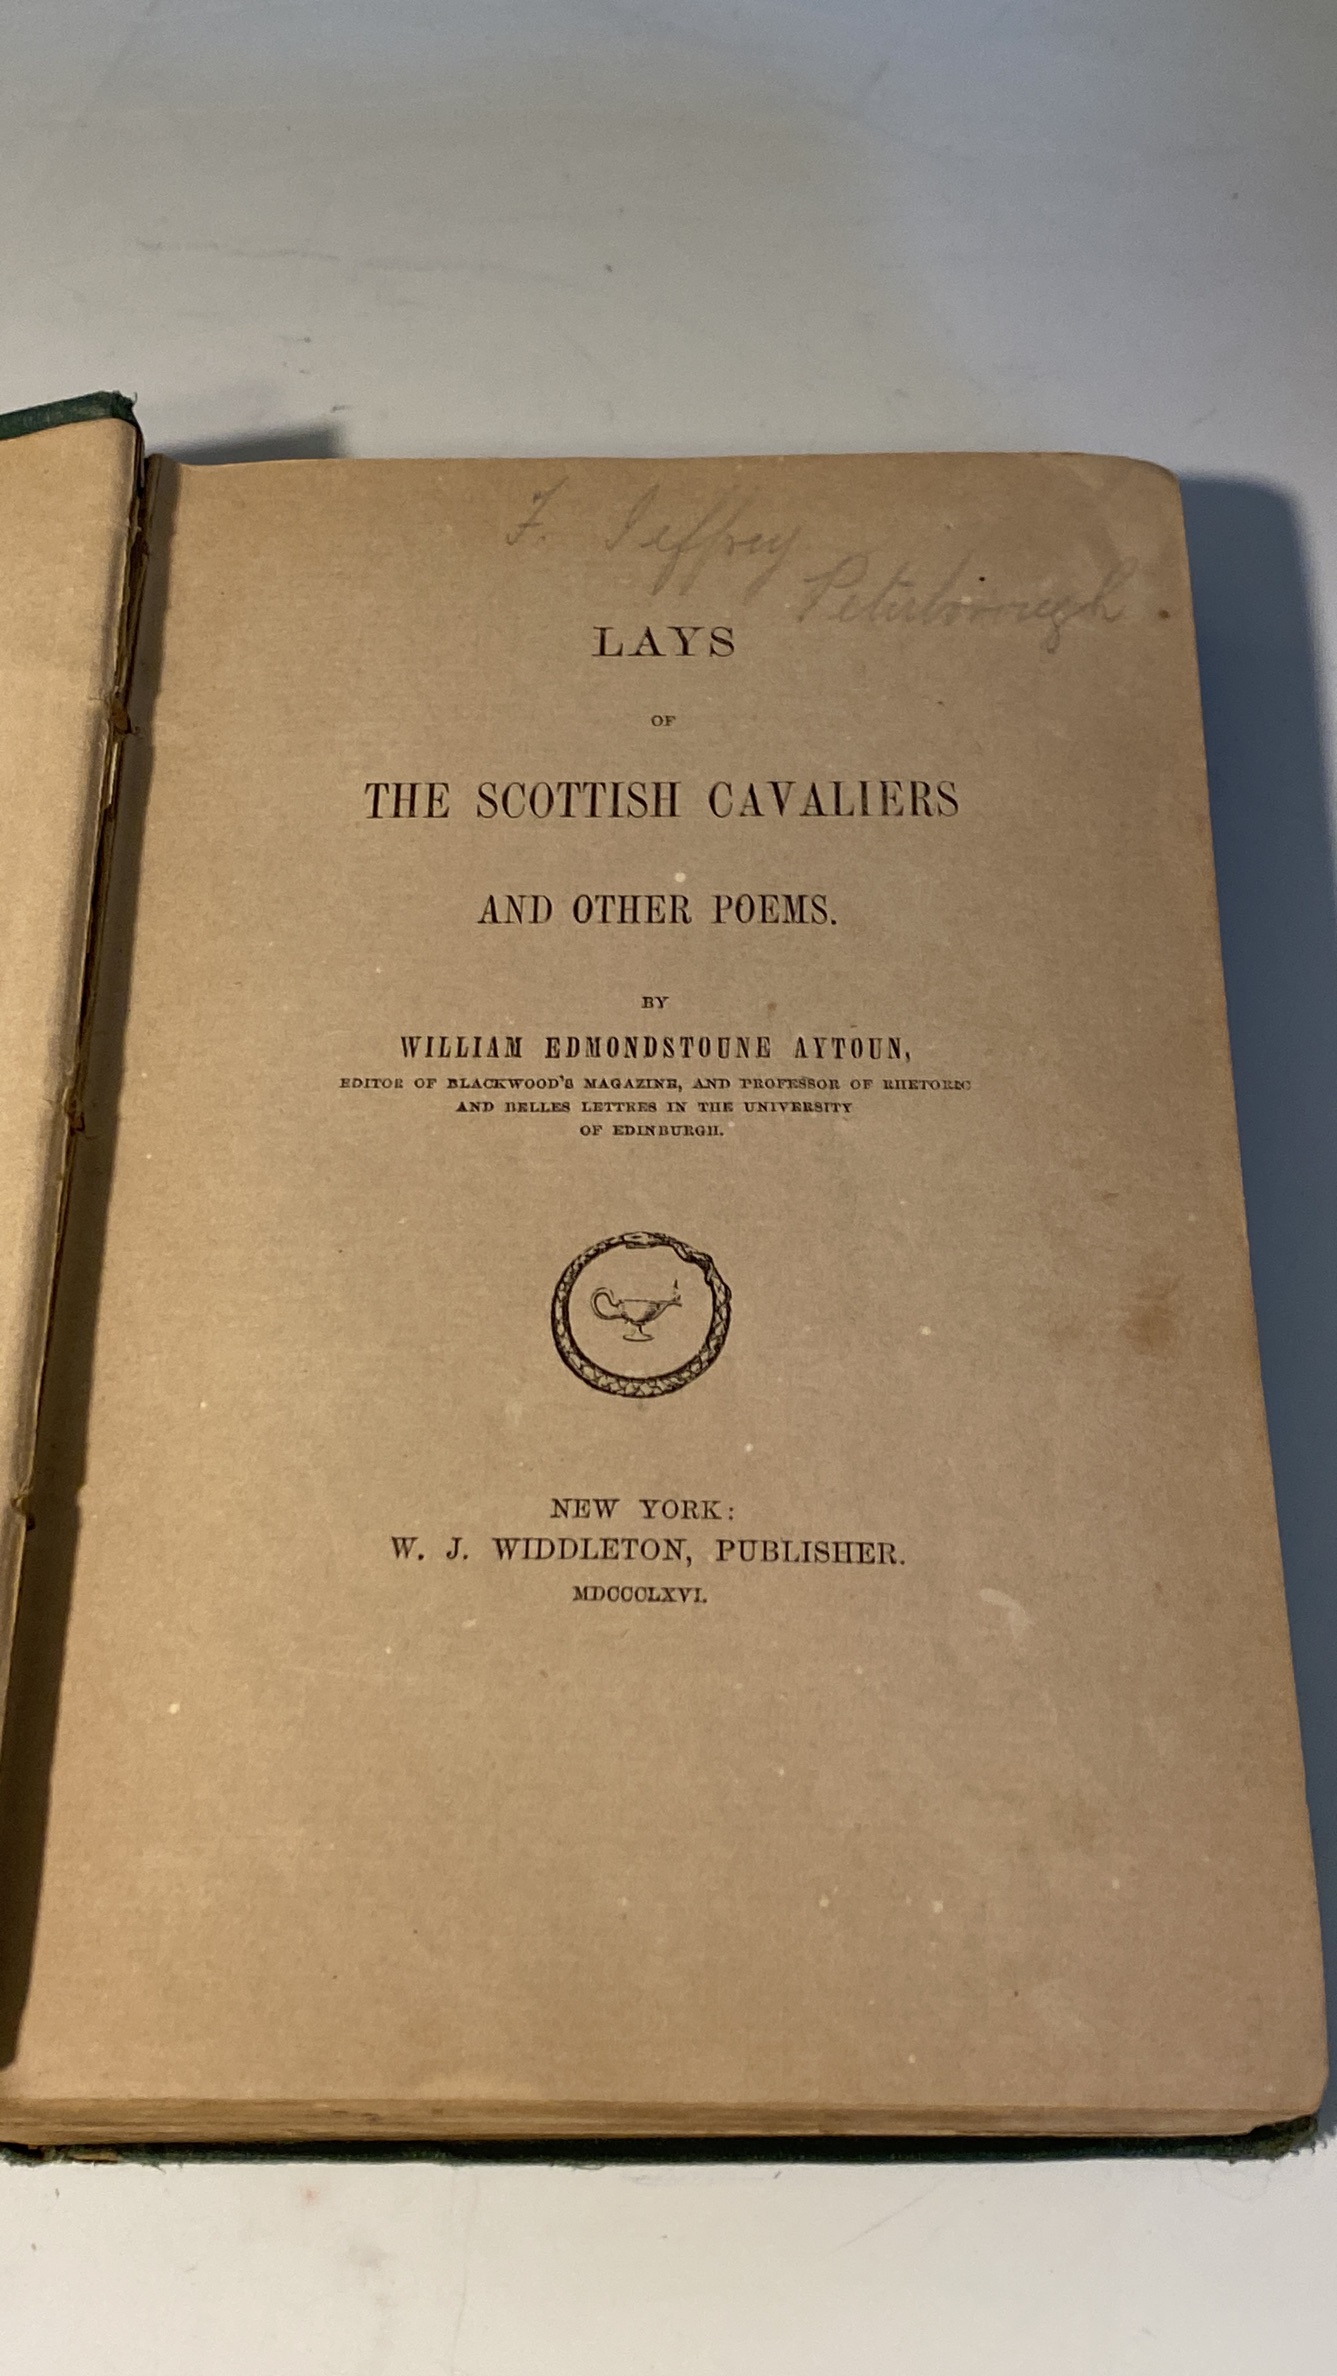 F. Jeffrey
Peterborough.
LAYS
OF
THE SCOTTISH CAVALIERS
AND OTHER POEMS.
BY
WILLIAM EDMONDSTOUNE AYTOUN,
EDITOR OF BLACKWOOD'S MAGAZINE, AND PROFESSOR OF RHETORIC
AND BELLES LETTRES IN THE UNIVERSITY
OF EDINBURGH.
NEW YORK:
W. J. WIDDLETON, PUBLISHER.
MDCCCLXVI.